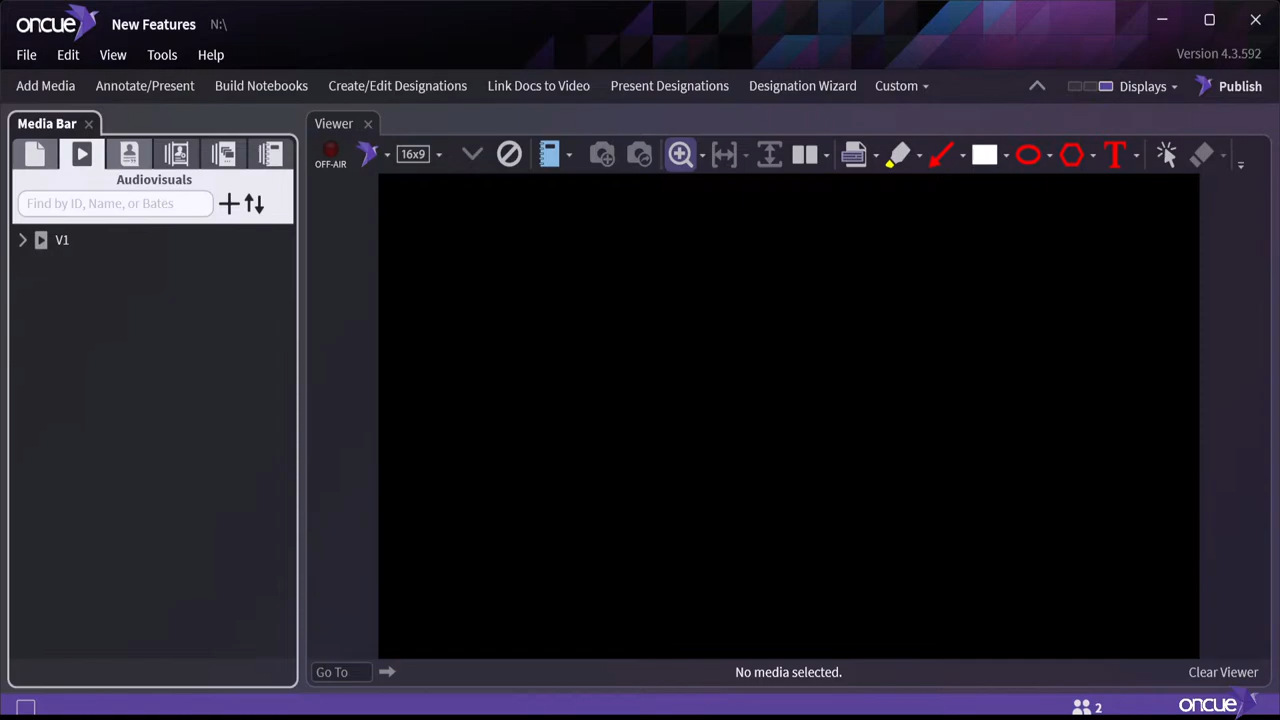 oncue New Features N:\
File Edit View Tools Help Version 4.3.592
Add Media Annotate/Present Build Notebooks Create/Edit Designations Link Docs to Video Present Designations Designation Wizard Custom Displays Publish
Media Bar
Audiovisuals
Find by ID, Name, or Bates
V1
Viewer
OFF-AIR 16x9 T
Go To No media selected. Clear Viewer
2 oncue